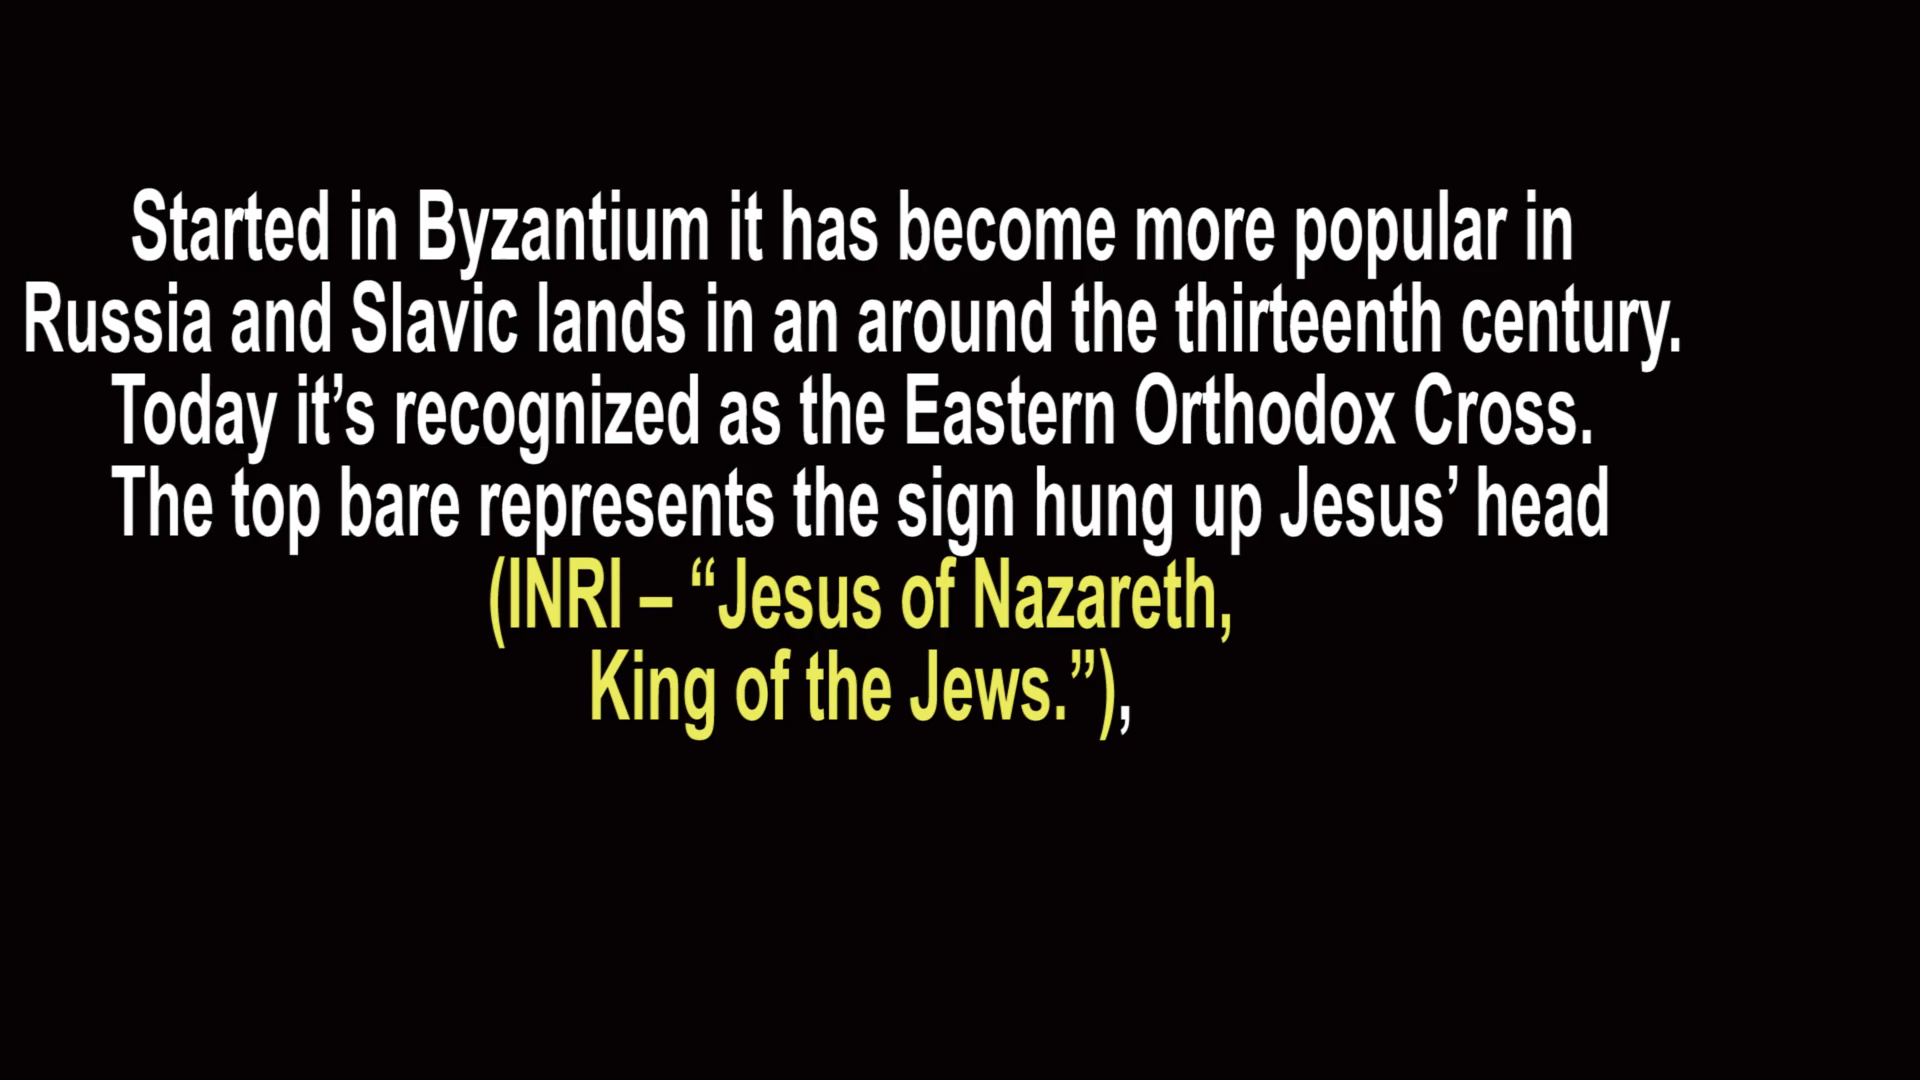 Started in Byzantium it has become more popular in
Russia and Slavic lands in an around the thirteenth century.
Today it’s recognized as the Eastern Orthodox Cross.
The top bare represents the sign hung up Jesus’ head
(INRI – “Jesus of Nazareth,
King of the Jews.”),